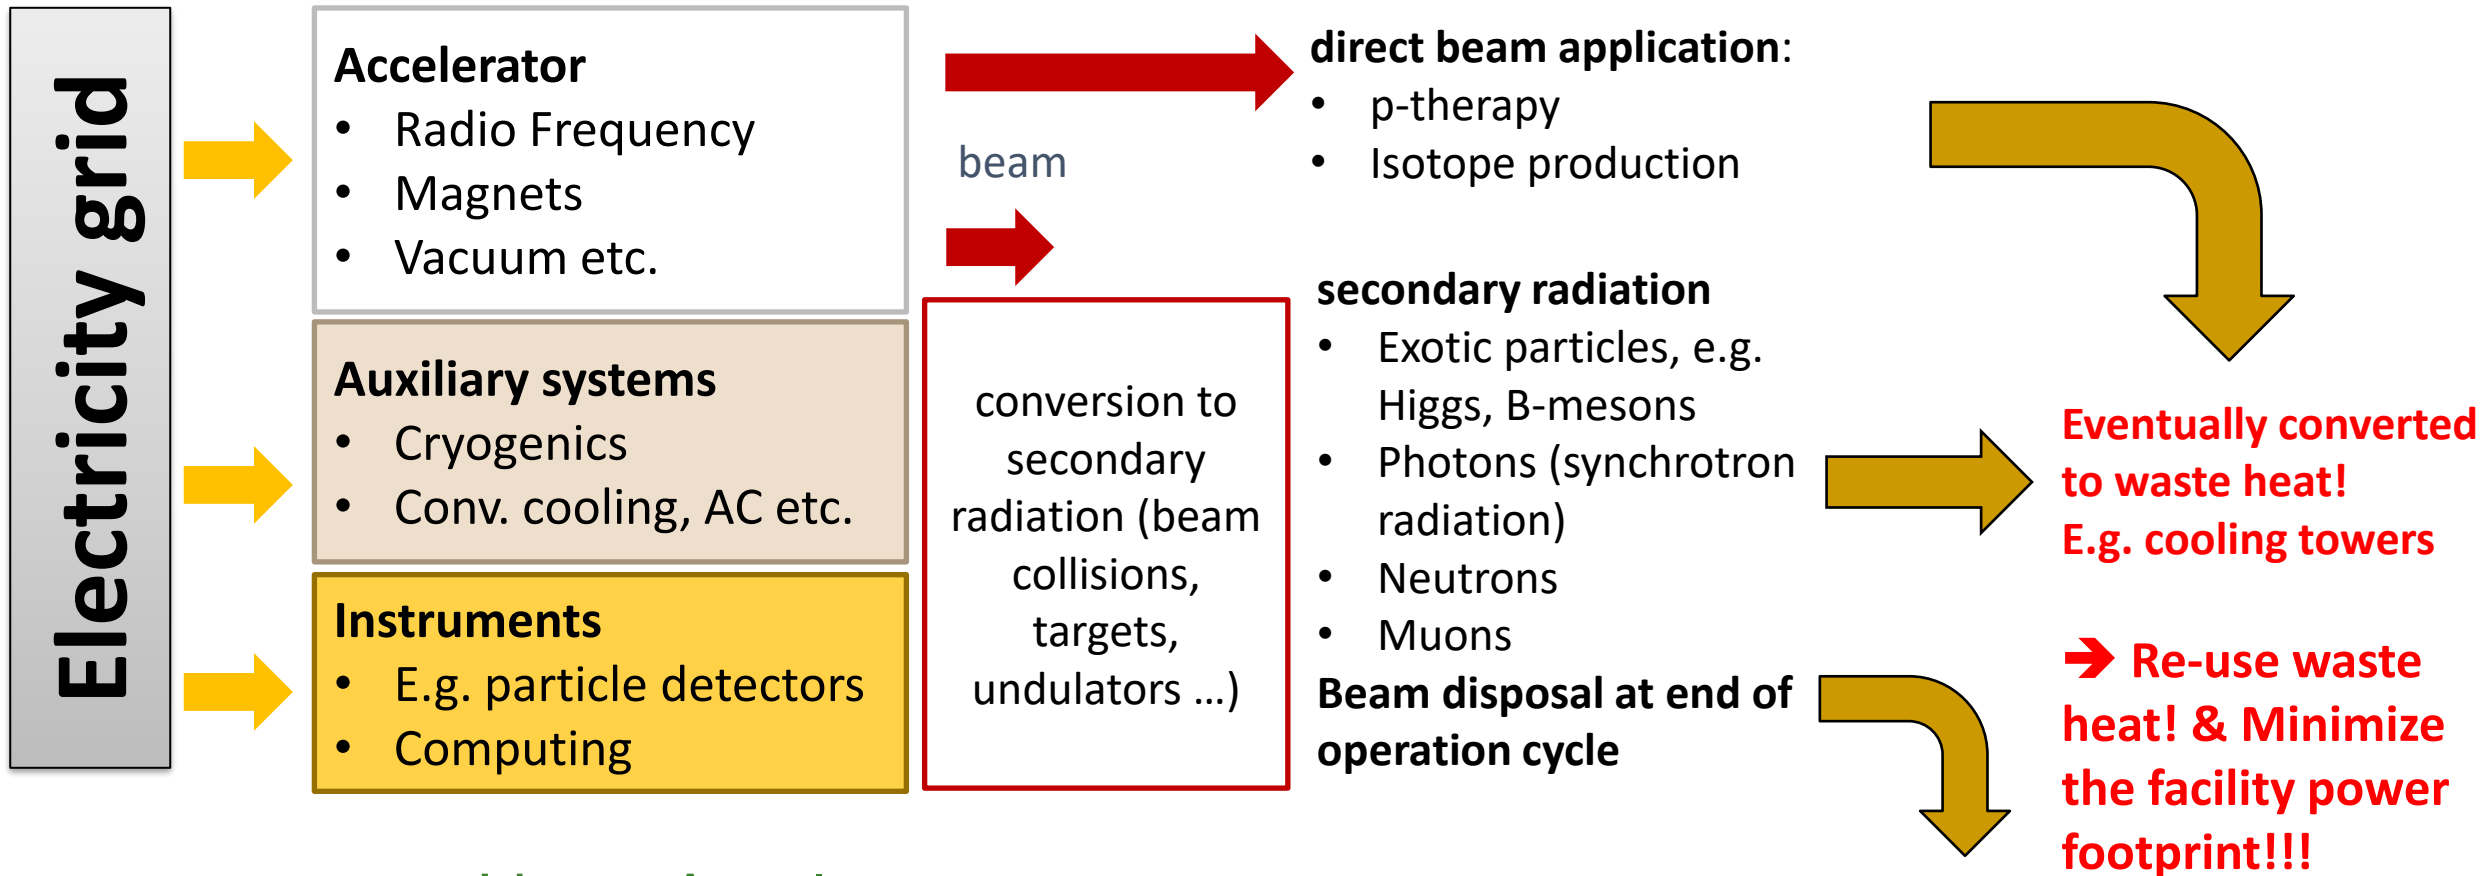 Electricity grid
Accelerator
• Radio Frequency
• Magnets
• Vacuum etc.
Auxiliary systems
• Cryogenics
• Conv. cooling, AC etc.
Instruments
• E.g. particle detectors
• Computing
beam
conversion to
secondary
radiation (beam
collisions,
targets,
undulators ...)
direct beam application:
• p-therapy
• Isotope production
secondary radiation
• Exotic particles, e.g.
Higgs, B-mesons
• Photons (synchrotron
radiation)
• Neutrons
• Muons
Beam disposal at end of
operation cycle
Eventually converted
to waste heat!
E.g. cooling towers
➔ Re-use waste
heat! & Minimize
the facility power
footprint!!!